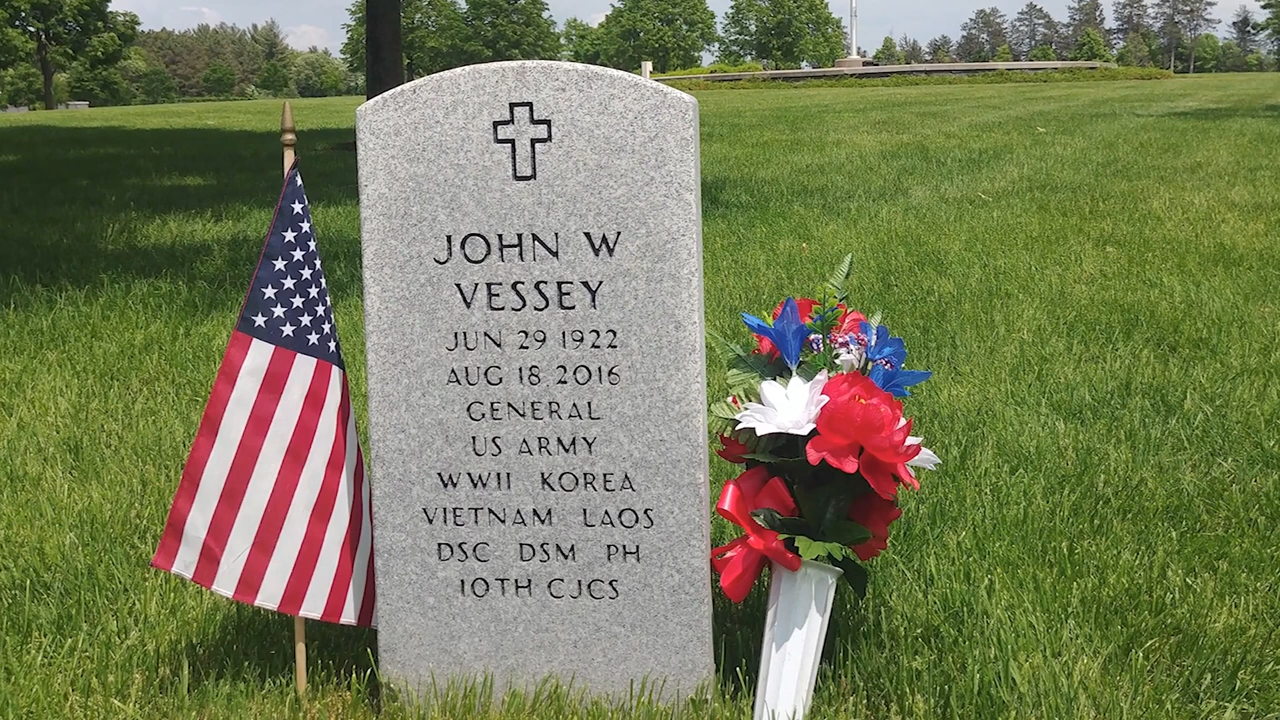 JOHN W
VESSEY
JUN 29 1922
AUG 18 2016
GENERAL
US ARMY
WWII KOREA
VIETNAM LAOS
DSC DSM PH
10TH CJCS